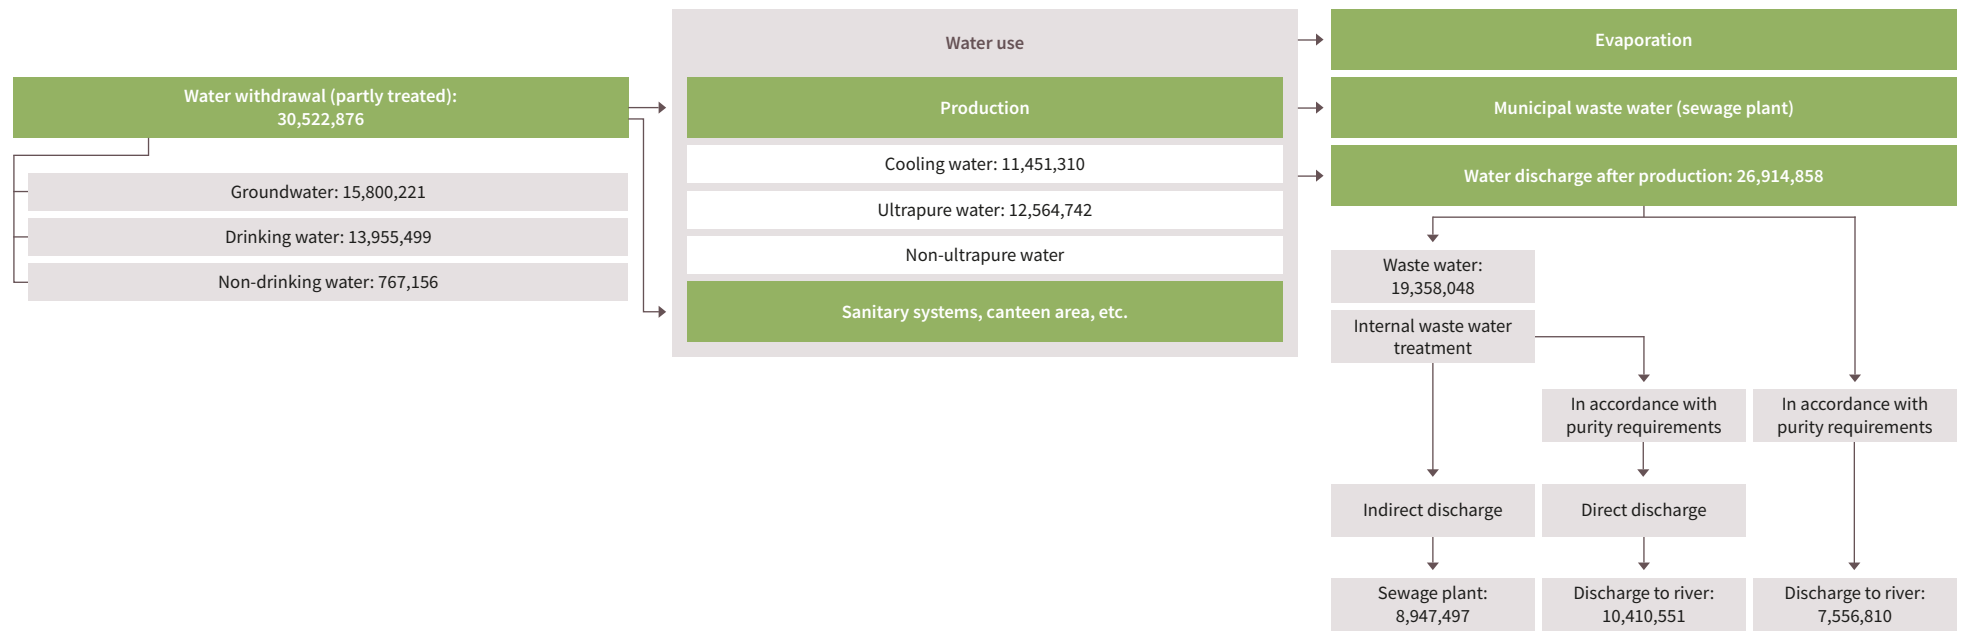 Water withdrawal (partly treated):
30,522,876
Groundwater: 15,800,221
Drinking water: 13,955,499
Non-drinking water: 767,156
Water use
Production
Cooling water: 11,451,310
Ultrapure water: 12,564,742
Non-ultrapure water
Sanitary systems, canteen area, etc.
Evaporation
Municipal waste water (sewage plant)
Water discharge after production: 26,914,858
Waste water:
19,358,048
Internal waste water
treatment
In accordance with
purity requirements
In accordance with
purity requirements
Indirect discharge
Direct discharge
Sewage plant:
8,947,497
Discharge to river:
10,410,551
Discharge to river:
7,556,810